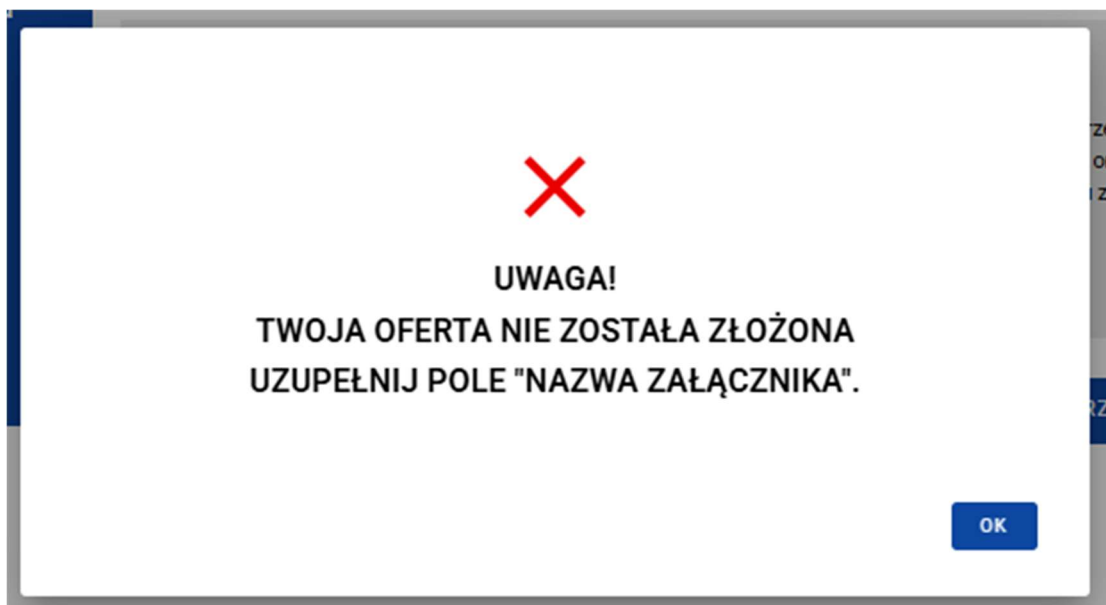 UWAGA!
TWOJA OFERTA NIE ZOSTAŁA ZŁOŻONA
UZUPEŁNIJ POLE "NAZWA ZAŁĄCZNIKA".
OK